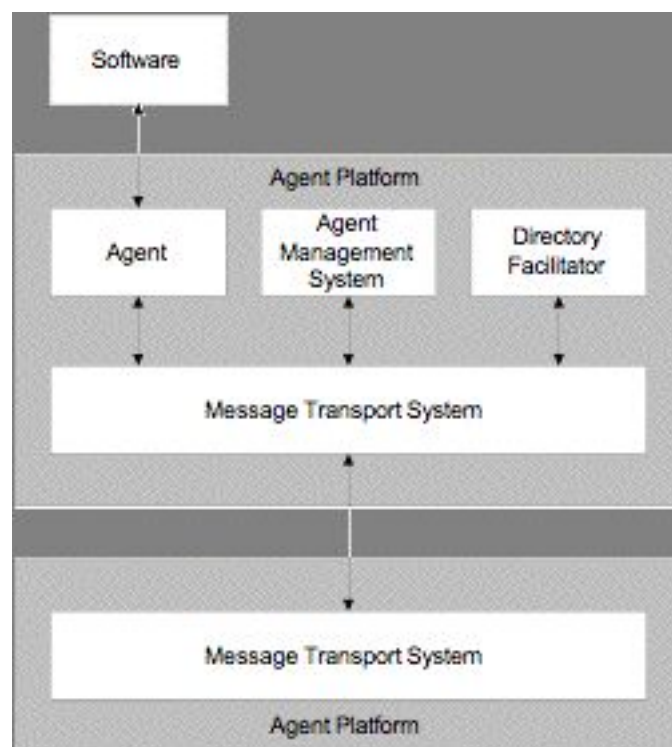 Software
Agent Platform
Agent
Agent
Management
System
Directory
Facilitator
Message Transport System
Message Transport System
Agent Platform